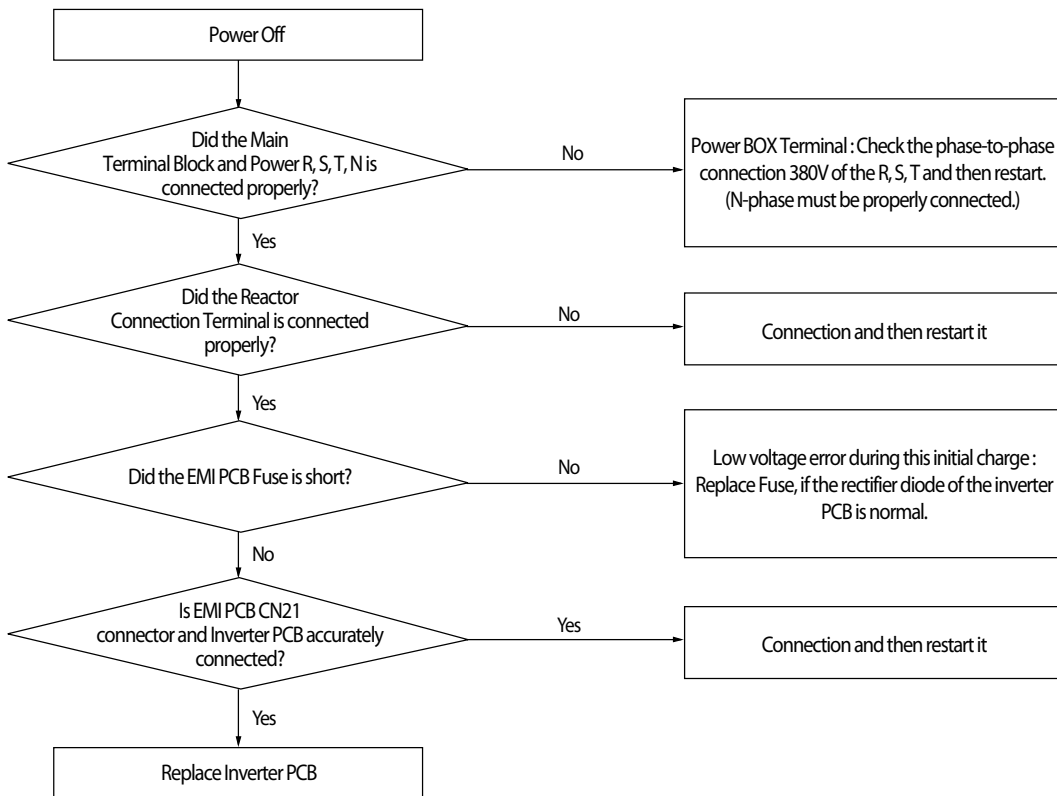 Power Off
Did the Main
Terminal Block and Power R, S, T, N is
connected properly?
No
Power BOX Terminal : Check the phase-to-phase
connection 380V of the R, S, T and then restart.
(N-phase must be properly connected.)
Yes
Did the Reactor
Connection Terminal is connected
properly?
No
Connection and then restart it
Yes
Did the EMI PCB Fuse is short?
No
Low voltage error during this initial charge :
Replace Fuse, if the rectifier diode of the inverter
PCB is normal.
No
Is EMI PCB CN21
connector and Inverter PCB accurately
connected?
Yes
Connection and then restart it
Yes
Replace Inverter PCB